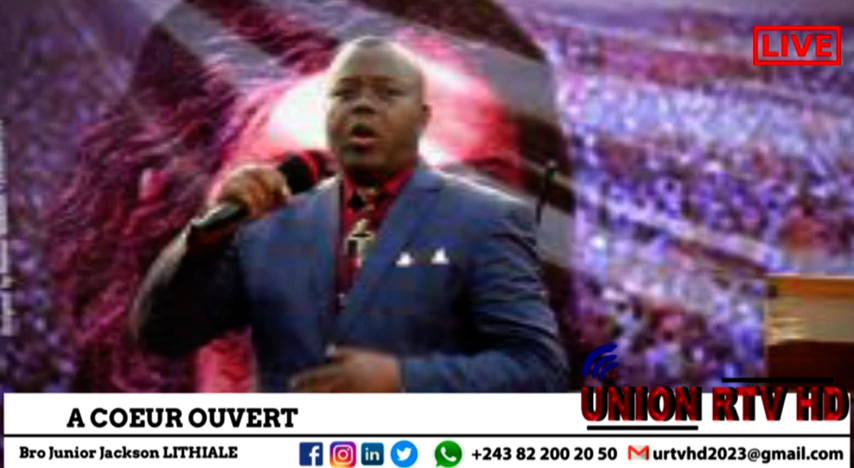 LIVE
A COEUR OUVERT
UNION RTV HD
Bro Junior Jackson LITHIALE
+243 82 200 20 50
urtvhd2023@gmail.com